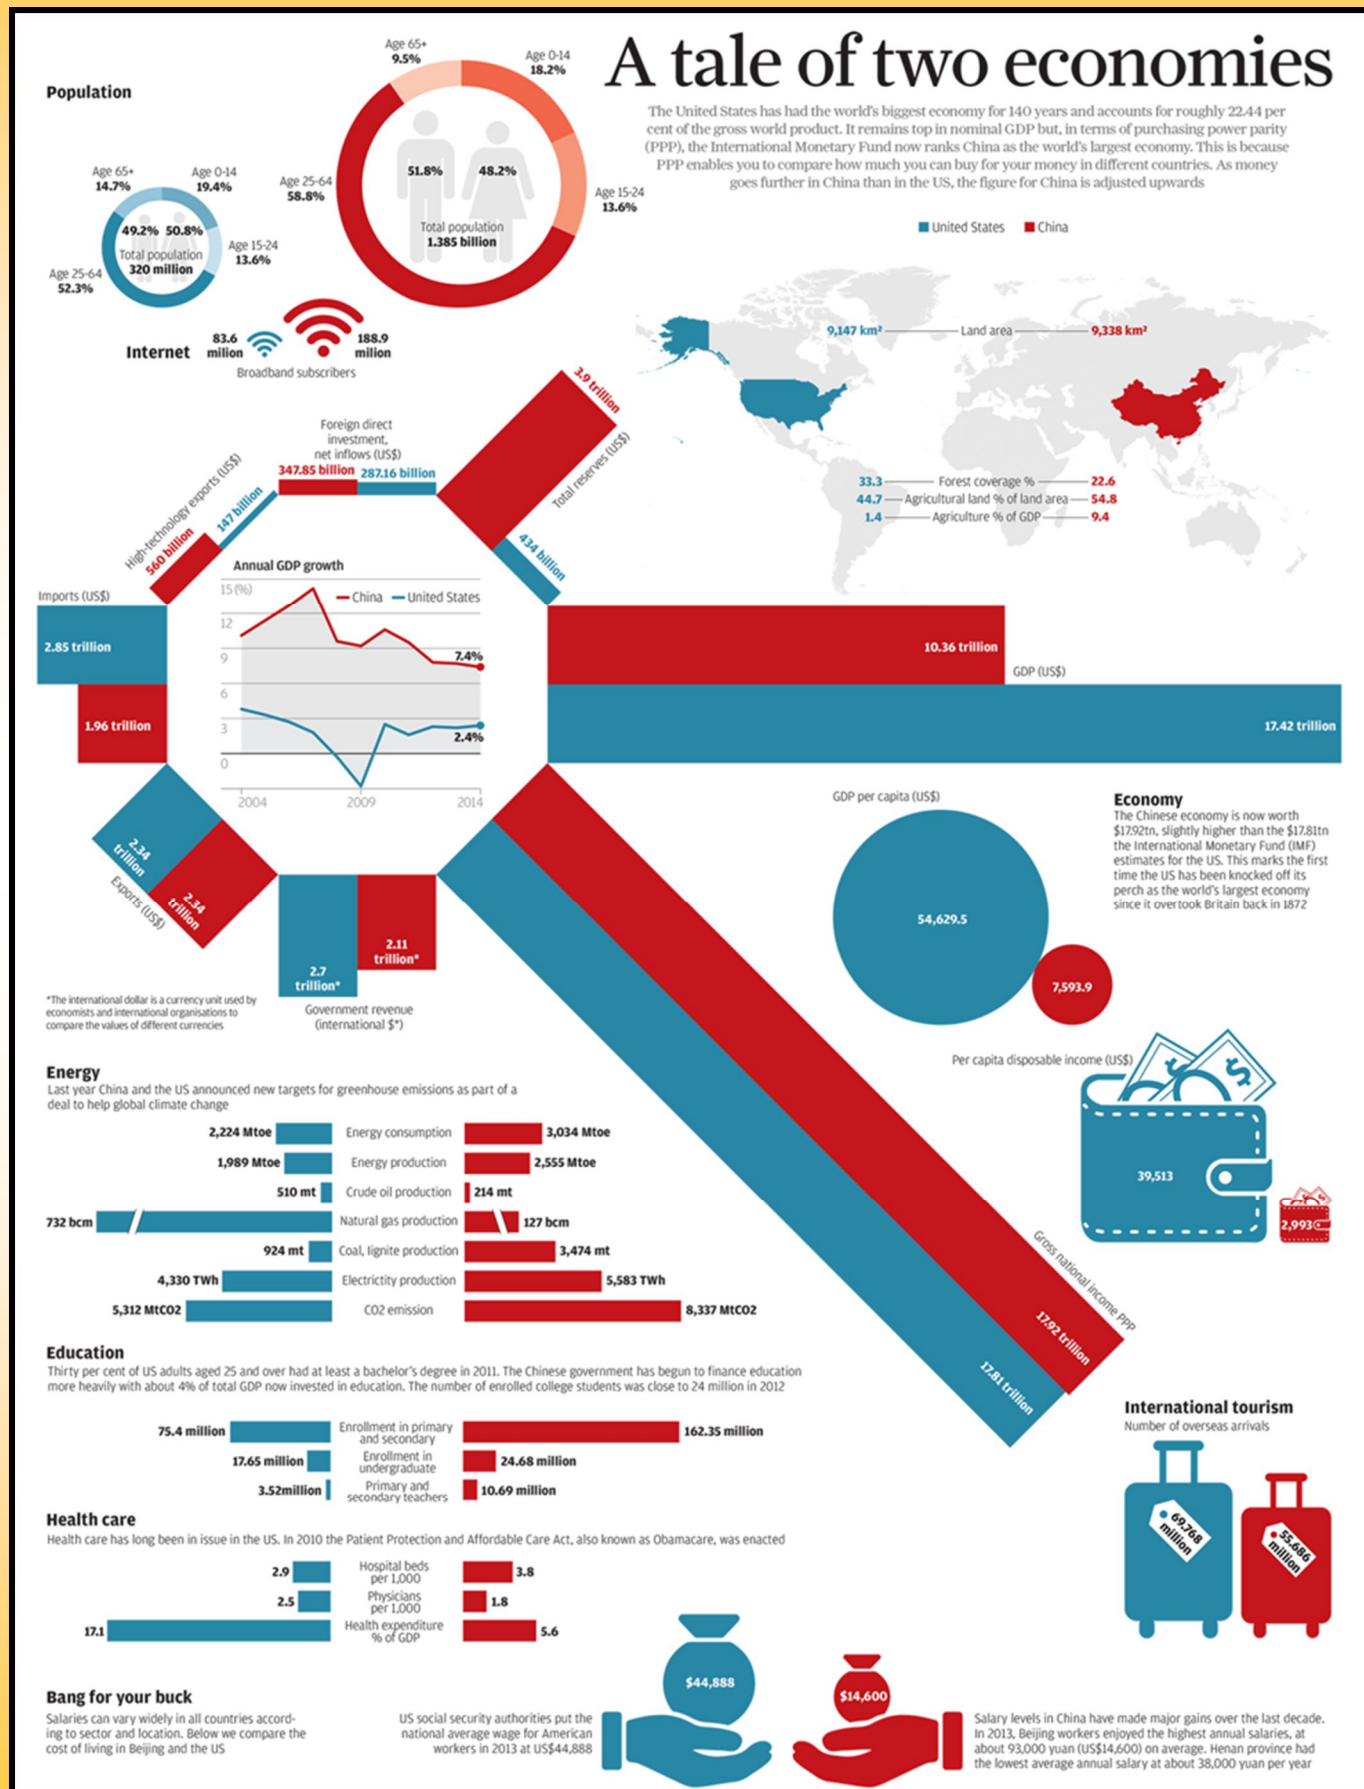 A tale of two economies
The United States has had the world's biggest economy for 140 years and accounts for roughly 22.44 per
cent of the gross world product. It remains top in nominal GDP but, in terms of purchasing power parity
(PPP), the International Monetary Fund now ranks China as the world's largest economy. This is because
PPP enables you to compare how much you can buy for your money in different countries. As money
goes further in China than in the US, the figure for China is adjusted upwards
United States China
Population
Age 65+
14.7%
Age 0-14
19.4%
49.2% 50.8%
Total population
320 million
Age 15-24
13.6%
Age 25-64
52.3%
Age 65+
9.5%
Age 0-14
18.2%
51.8% 48.2%
Total population
1.385 billion
Age 25-64
58.8%
Age 15-24
13.6%
Internet
83.6
milion
188.9
milion
Broadband subscribers
9,147 km² Land area 9,338 km²
33.3 Forest coverage % 22.6
44.7 Agricultural land % of land area 54.8
1.4 Agriculture % of GDP 9.4
Foreign direct
investment,
net inflows (US$)
347.85 billion 287.16 billion
High-technology exports (US$)
560 billion
147 billion
3.9 trillion
Total reserves (US$)
434 billion
Annual GDP growth
15 (%)
China United States
12
9
6
3
0
7.4%
2.4%
2004 2009 2014
Imports (US$)
2.85 trillion
1.96 trillion
10.36 trillion
GDP (US$)
17.42 trillion
2.34
trillion
2.34
trillion
Exports (US$)
2.7
trillion*
2.11
trillion*
Government revenue
(international $*)
*The international dollar is a currency unit used by
economists and international organisations to
compare the values of different currencies
Gross national income PPP
17.92 trillion
17.81 trillion
GDP per capita (US$)
54,629.5
7,593.9
Economy
The Chinese economy is now worth
$17.92tn, slightly higher than the $17.81tn
the International Monetary Fund (IMF)
estimates for the US. This marks the first
time the US has been knocked off its
perch as the world's largest economy
since it overtook Britain back in 1872
Per capita disposable income (US$)
$
$
39,513
2,993
Energy
Last year China and the US announced new targets for greenhouse emissions as part of a
deal to help global climate change
2,224 Mtoe Energy consumption 3,034 Mtoe
1,989 Mtoe Energy production 2,555 Mtoe
510 mt Crude oil production 214 mt
732 bcm Natural gas production 127 bcm
924 mt Coal, lignite production 3,474 mt
4,330 TWh Electrictity production 5,583 TWh
5,312 MtCO2 CO2 emission 8,337 MtCO2
Education
Thirty per cent of US adults aged 25 and over had at least a bachelor's degree in 2011. The Chinese government has begun to finance education
more heavily with about 4% of total GDP now invested in education. The number of enrolled college students was close to 24 million in 2012
75.4 million Enrollment in primary 162.35 million
and secondary
17.65 million Enrollment in 24.68 million
undergraduate
3.52million Primary and 10.69 million
secondary teachers
Health care
Health care has long been in issue in the US. In 2010 the Patient Protection and Affordable Care Act, also known as Obamacare, was enacted
2.9 Hospital beds 3.8
per 1,000
2.5 Physicians 1.8
per 1,000
17.1 Health expenditure 5.6
% of GDP
International tourism
Number of overseas arrivals
69.768
million
55.686
million
Bang for your buck
Salaries can vary widely in all countries accord-
ing to sector and location. Below we compare the
cost of living in Beijing and the US
US social security authorities put the
national average wage for American
workers in 2013 at US$44,888
$44,888
$14,600
Salary levels in China have made major gains over the last decade.
In 2013, Beijing workers enjoyed the highest annual salaries, at
about 93,000 yuan (US$14,600) on average. Henan province had
the lowest average annual salary at about 38,000 yuan per year